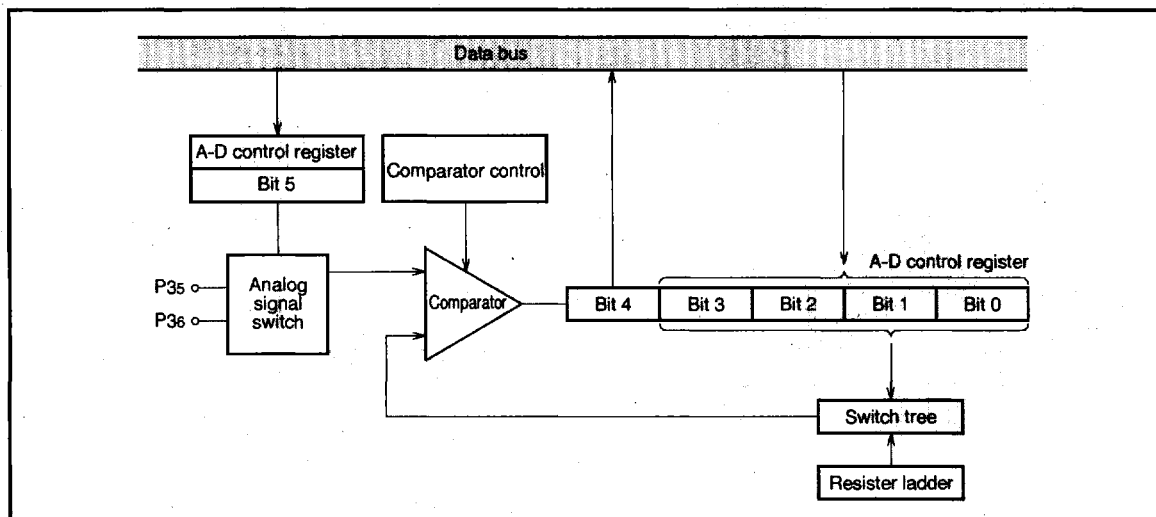 Data bus
A-D control register
Bit 5
Comparator control
A-D control register
P35
Analog
signal
switch
P36
Comparator
Bit 4
Bit 3
Bit 2
Bit 1
Bit 0
Switch tree
Resister ladder